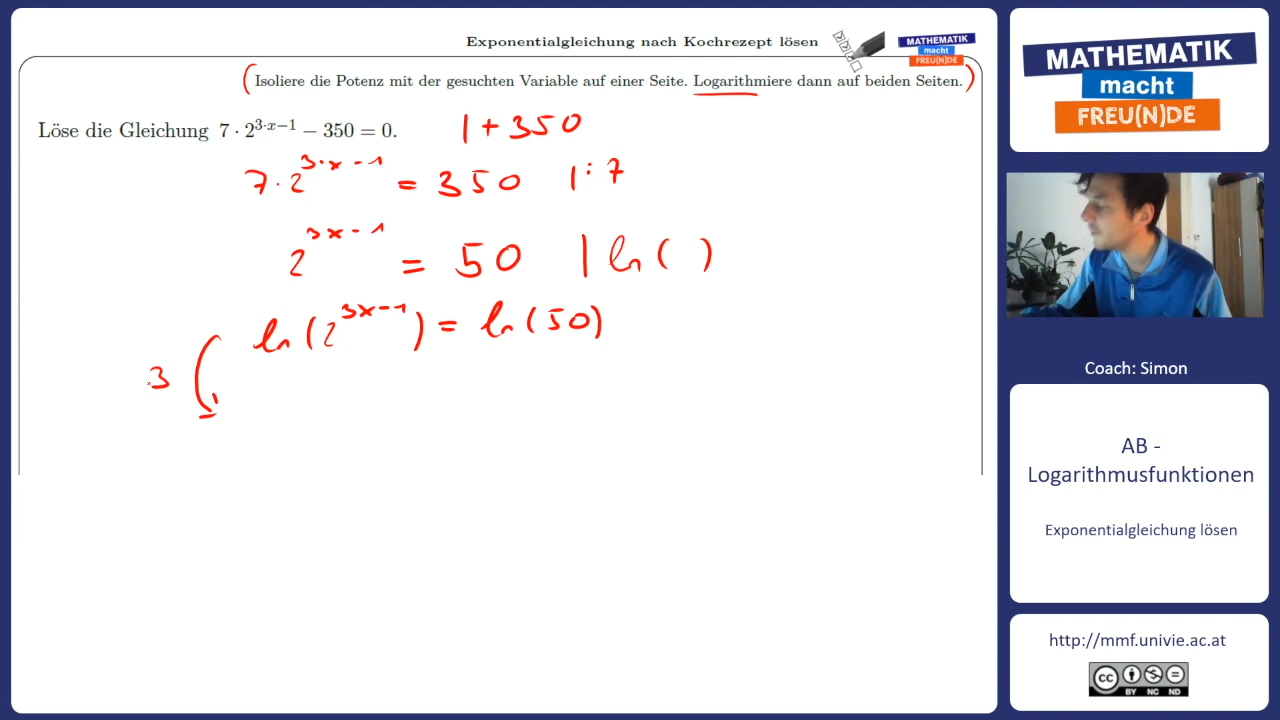 Exponentialgleichung nach Kochrezept lösen
MATHEMATIK
macht
FREU(N)DE
(Isoliere die Potenz mit der gesuchten Variable auf einer Seite. Logarithmiere dann auf beiden Seiten.)
Löse die Gleichung 7 · 2^{3·x−1} − 350 = 0. | + 350
7 · 2^{3·x−1} = 350 | : 7
2^{3x−1} = 50 | ln( )
ln(2^{3x−1}) = ln(50)
3
MATHEMATIK
macht
FREU(N)DE
Coach: Simon
AB -
Logarithmusfunktionen
Exponentialgleichung lösen
http://mmf.univie.ac.at
cc
BY NC ND